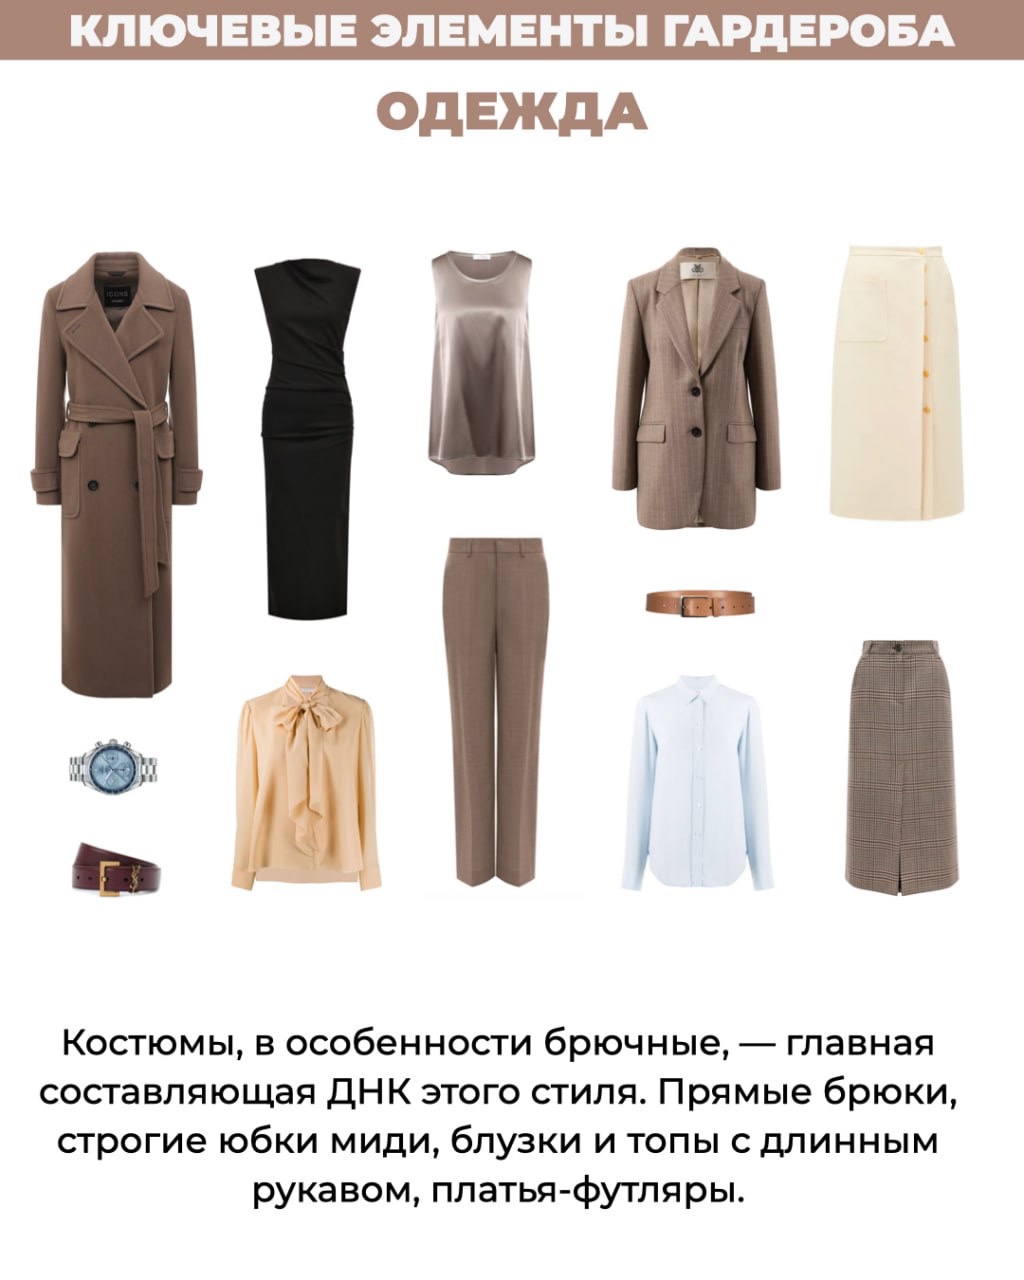 КЛЮЧЕВЫЕ ЭЛЕМЕНТЫ ГАРДЕРОБА
ОДЕЖДА
ICONS
Костюмы, в особенности брючные, — главная
составляющая ДНК этого стиля. Прямые брюки,
строгие юбки миди, блузки и топы с длинным
рукавом, платья-футляры.